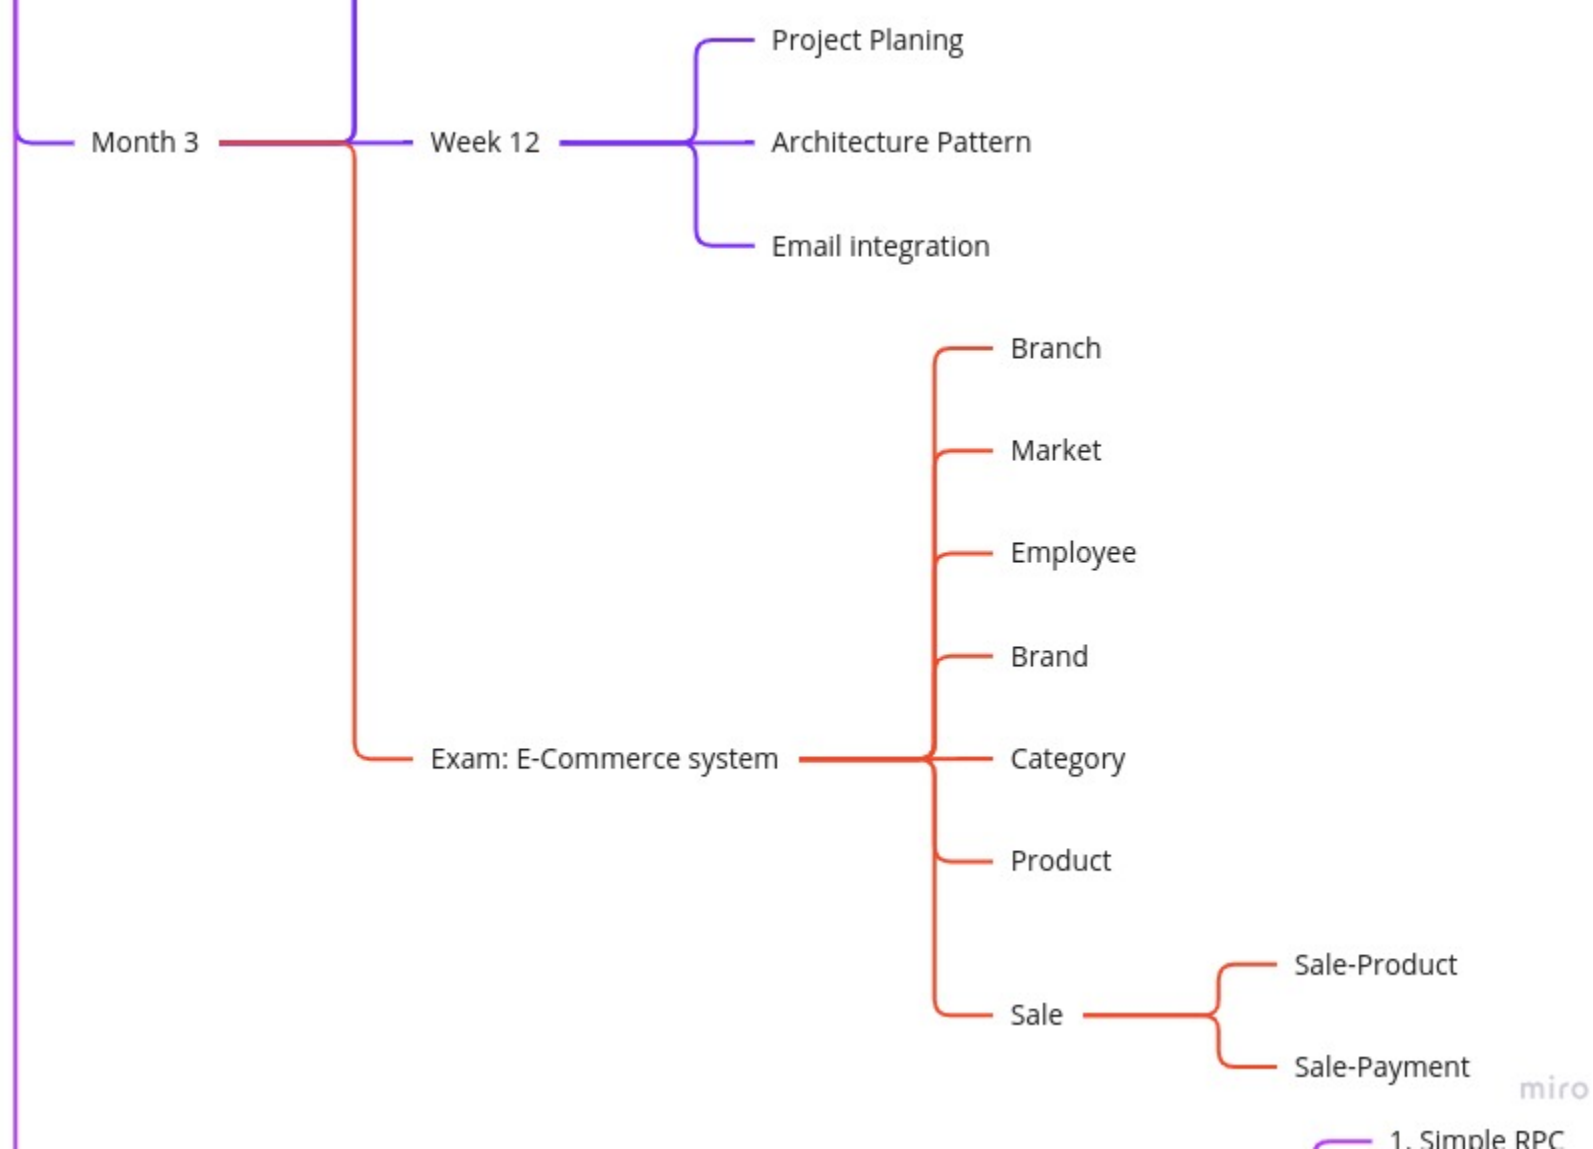 Project Planing
Month 3
Week 12
Architecture Pattern
Email integration
Branch
Market
Employee
Brand
Exam: E-Commerce system
Category
Product
Sale-Product
Sale
Sale-Payment
miro
1. Simple RPC